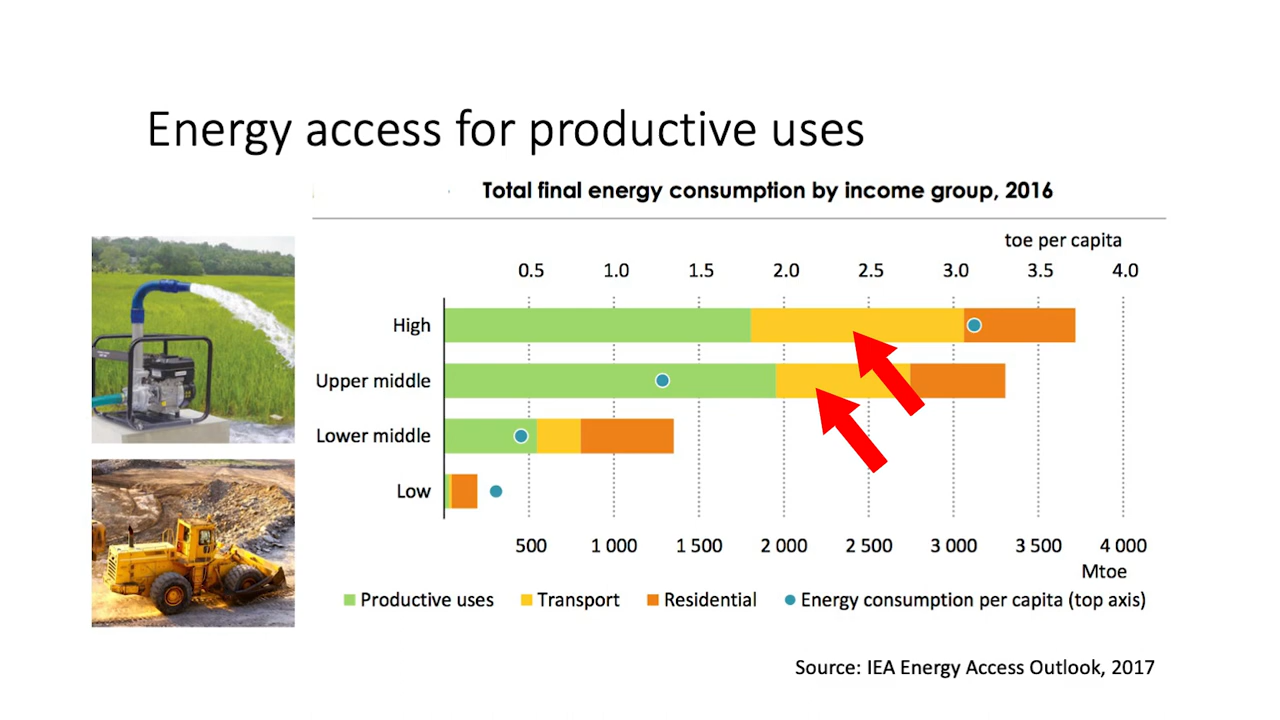 Energy access for productive uses
Total final energy consumption by income group, 2016
toe per capita
0.5 1.0 1.5 2.0 2.5 3.0 3.5 4.0
High
Upper middle
Lower middle
Low
500 1 000 1 500 2 000 2 500 3 000 3 500 4 000
Mtoe
Productive uses Transport Residential Energy consumption per capita (top axis)
Source: IEA Energy Access Outlook, 2017